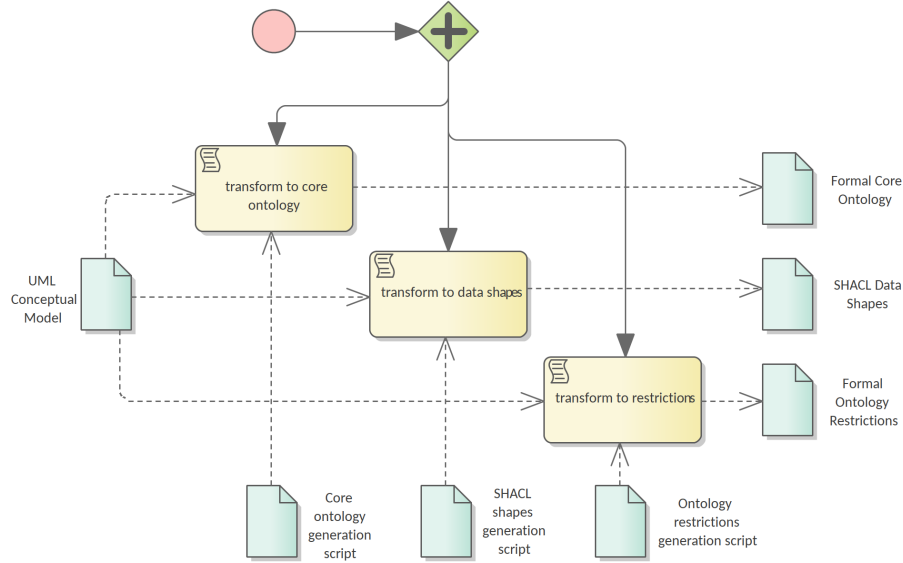 transform to core
ontology
Formal Core
Ontology
UML
Conceptual
Model
transform to data shapes
SHACL Data
Shapes
transform to restrictions
Formal
Ontology
Restrictions
Core
ontology
generation
script
SHACL
shapes
generation
script
Ontology
restrictions
generation script